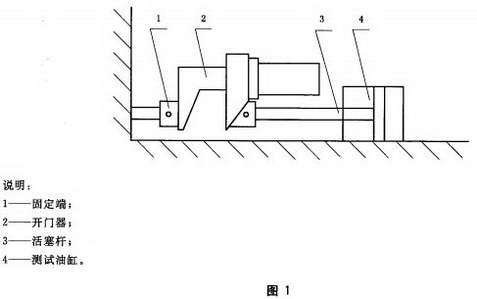 1 2 3 4
说明:
1——固定端;
2——开门器;
3——活塞杆;
4——测试油缸。
图 1